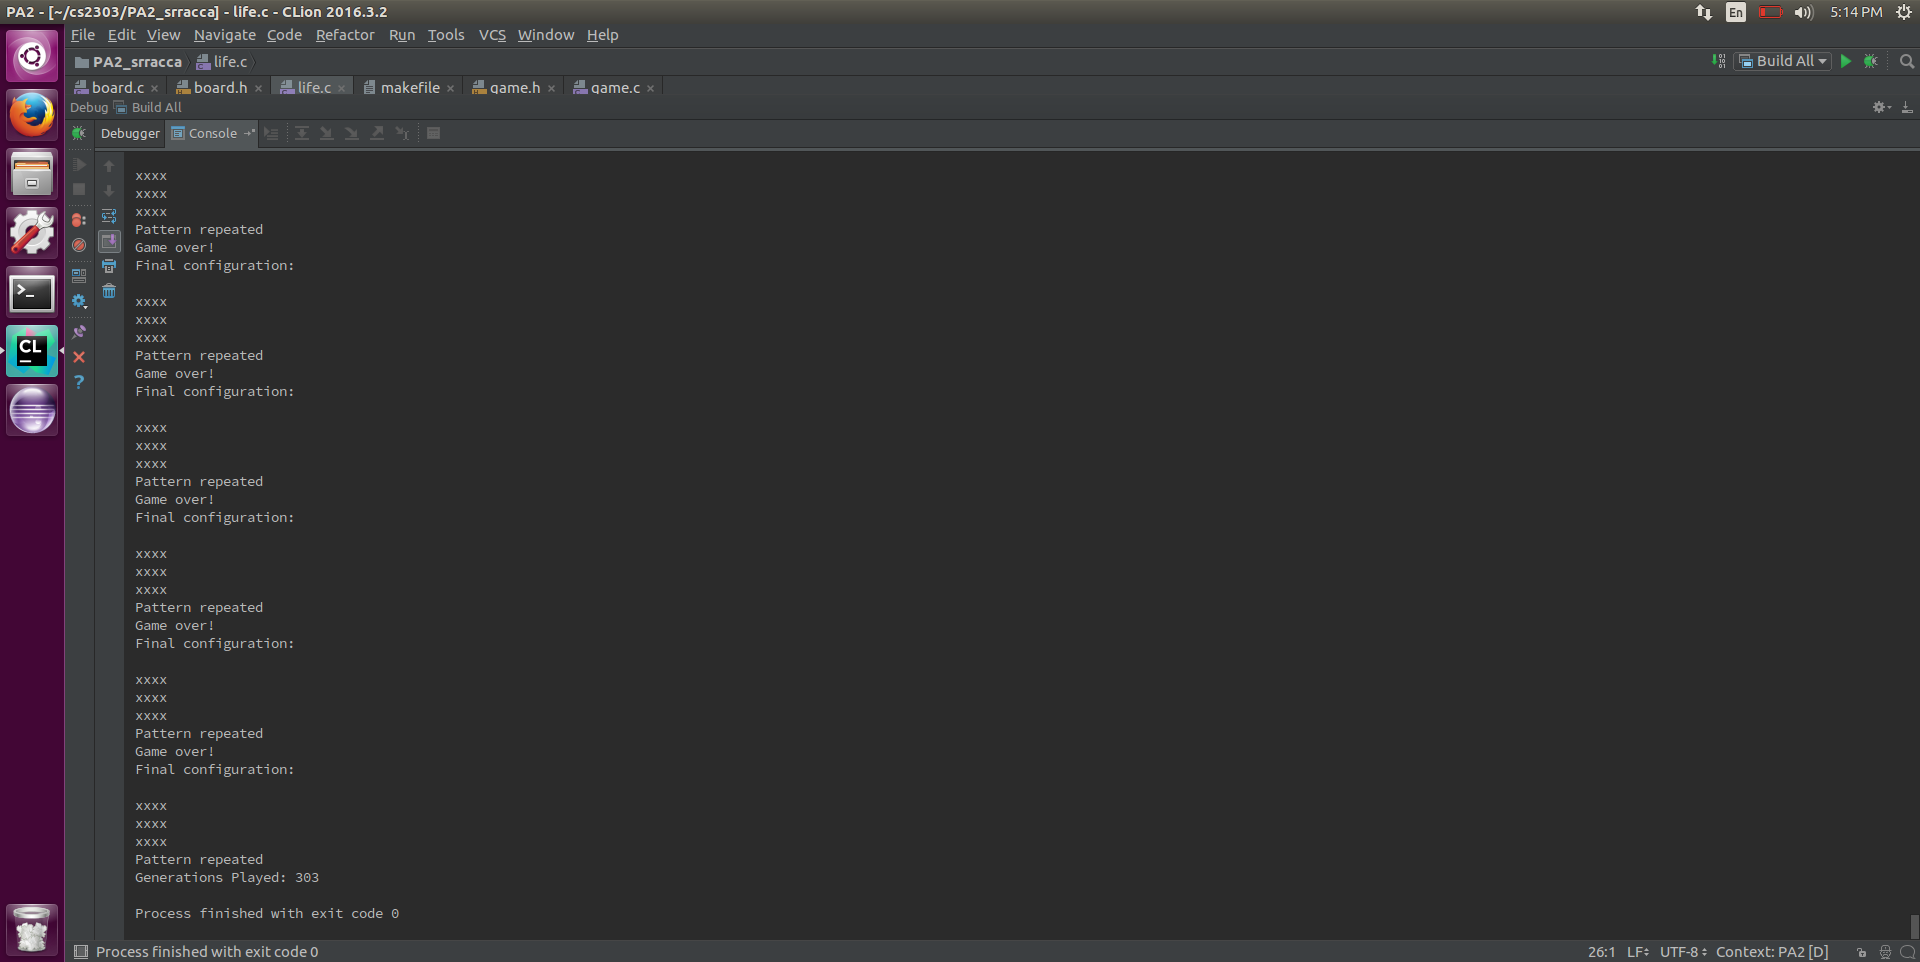 PA2 - [~/cs2303/PA2_srracca] - life.c - CLion 2016.3.2
En
5:14 PM
File Edit View Navigate Code Refactor Run Tools VCS Window Help
PA2_srracca life.c
Build All
board.c board.h life.c makefile game.h game.c
Debug Build All
Debugger Console
xxxx
xxxx
xxxx
Pattern repeated
Game over!
Final configuration:
xxxx
xxxx
xxxx
Pattern repeated
Game over!
Final configuration:
xxxx
xxxx
xxxx
Pattern repeated
Game over!
Final configuration:
xxxx
xxxx
xxxx
Pattern repeated
Game over!
Final configuration:
xxxx
xxxx
xxxx
Pattern repeated
Game over!
Final configuration:
xxxx
xxxx
xxxx
Pattern repeated
Generations Played: 303
Process finished with exit code 0
CL
Process finished with exit code 0
26:1 LF UTF-8 Context: PA2 [D]